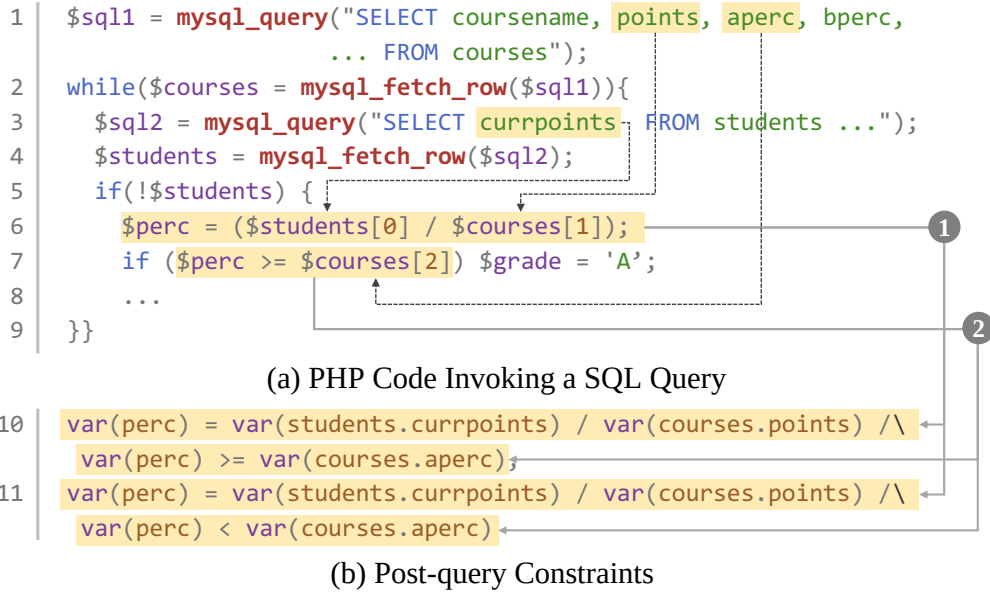 1 $sql1 = mysql_query("SELECT coursename, points, aperc, bperc,
... FROM courses");
2 while($courses = mysql_fetch_row($sql1)){
3 $sql2 = mysql_query("SELECT currpoints FROM students ...");
4 $students = mysql_fetch_row($sql2);
5 if(!$students) {
6 $perc = ($students[0] / $courses[1]); 1
7 if ($perc >= $courses[2]) $grade = 'A’;
8 ...
9 }} 2
(a) PHP Code Invoking a SQL Query
10 var(perc) = var(students.currpoints) / var(courses.points) /\
var(perc) >= var(courses.aperc);
11 var(perc) = var(students.currpoints) / var(courses.points) /\
var(perc) < var(courses.aperc)
(b) Post-query Constraints